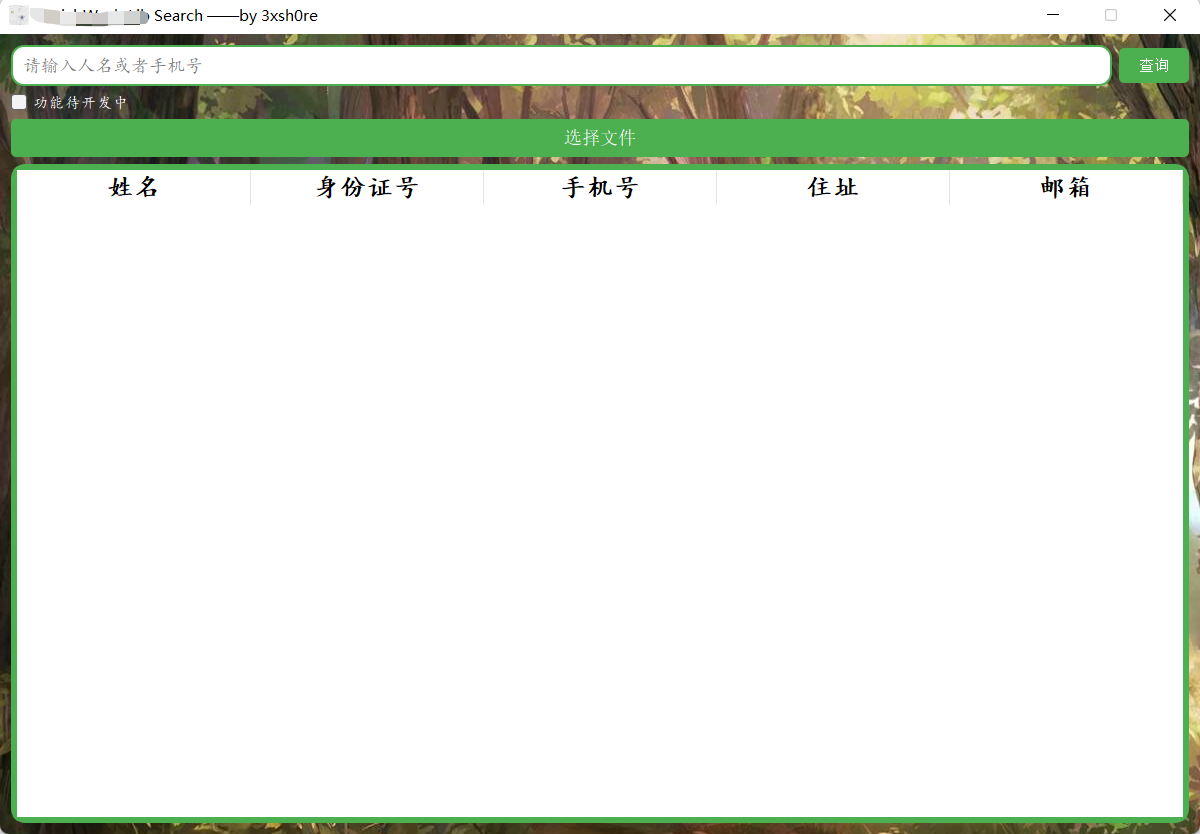 Search ——by 3xsh0re
请输入人名或者手机号
查询
功能待开发中
选择文件
姓名 身份证号 手机号 住址 邮箱